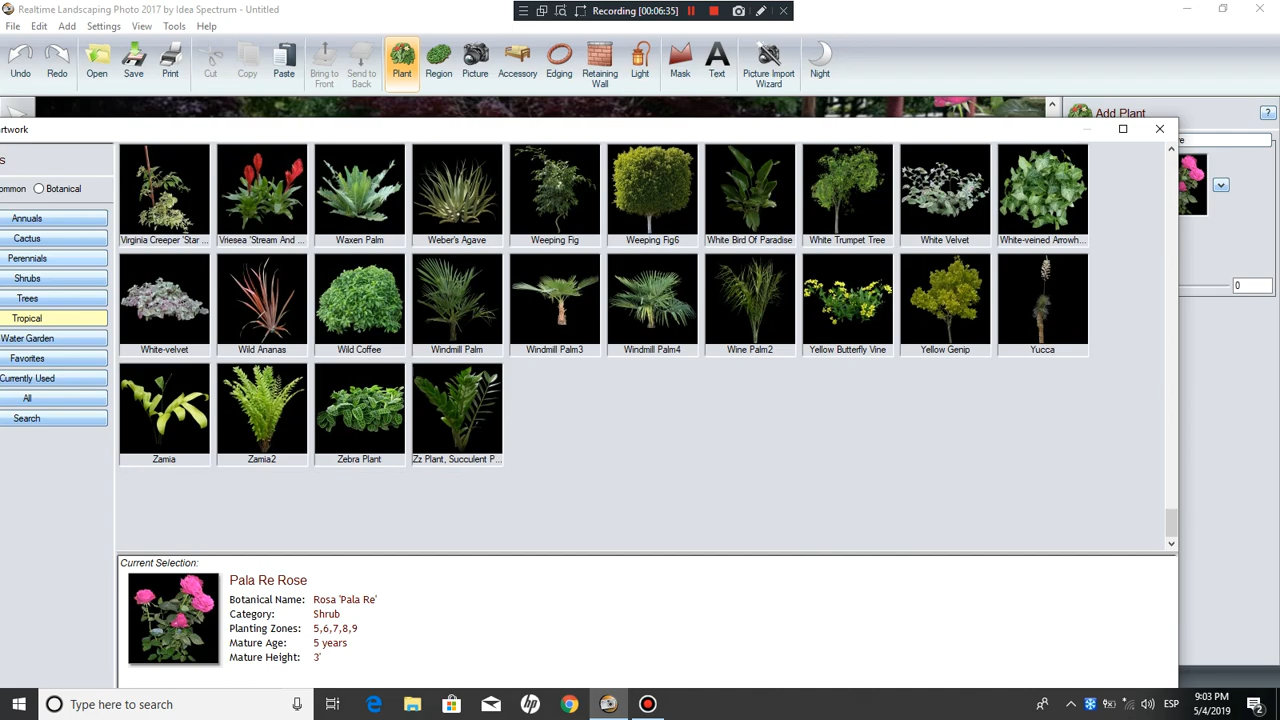 Realtime Landscaping Photo 2017 by Idea Spectrum - Untitled
Recording [00:06:35]
File Edit Add Settings View Tools Help
Undo Redo Open Save Print Cut Copy Paste Bring to Front Send to Back Plant Region Picture Accessory Edging Retaining Wall Light Mask Text Picture Import Wizard Night
Add Plant
?
0
rtwork
s
ommon Botanical
Annuals
Cactus
Perennials
Shrubs
Trees
Tropical
Water Garden
Favorites
Currently Used
All
Search
Virginia Creeper 'Star ... Vriesea 'Stream And ... Waxen Palm Weber's Agave Weeping Fig Weeping Fig6 White Bird Of Paradise White Trumpet Tree White Velvet White-veined Arrowh...
White-velvet Wild Ananas Wild Coffee Windmill Palm Windmill Palm3 Windmill Palm4 Wine Palm2 Yellow Butterfly Vine Yellow Genip Yucca
Zamia Zamia2 Zebra Plant Zz Plant, Succulent P...
Current Selection:
Pala Re Rose
Botanical Name: Rosa 'Pala Re'
Category: Shrub
Planting Zones: 5,6,7,8,9
Mature Age: 5 years
Mature Height: 3'
Type here to search
ESP
9:03 PM
5/4/2019
2